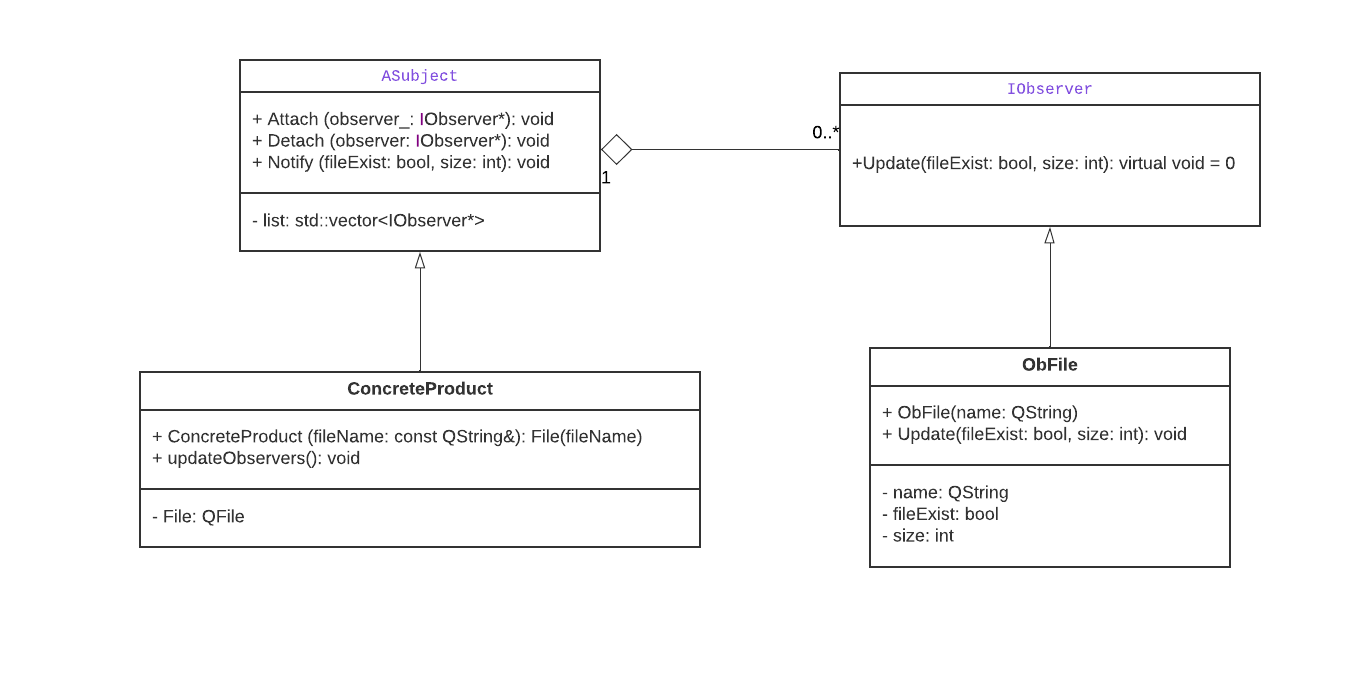 ASubject
+ Attach (observer_: IObserver*): void
+ Detach (observer: IObserver*): void
+ Notify (fileExist: bool, size: int): void
- list: std::vector<IObserver*>
1
0..*
IObserver
+Update(fileExist: bool, size: int): virtual void = 0
ConcreteProduct
+ ConcreteProduct (fileName: const QString&): File(fileName)
+ updateObservers(): void
- File: QFile
ObFile
+ ObFile(name: QString)
+ Update(fileExist: bool, size: int): void
- name: QString
- fileExist: bool
- size: int